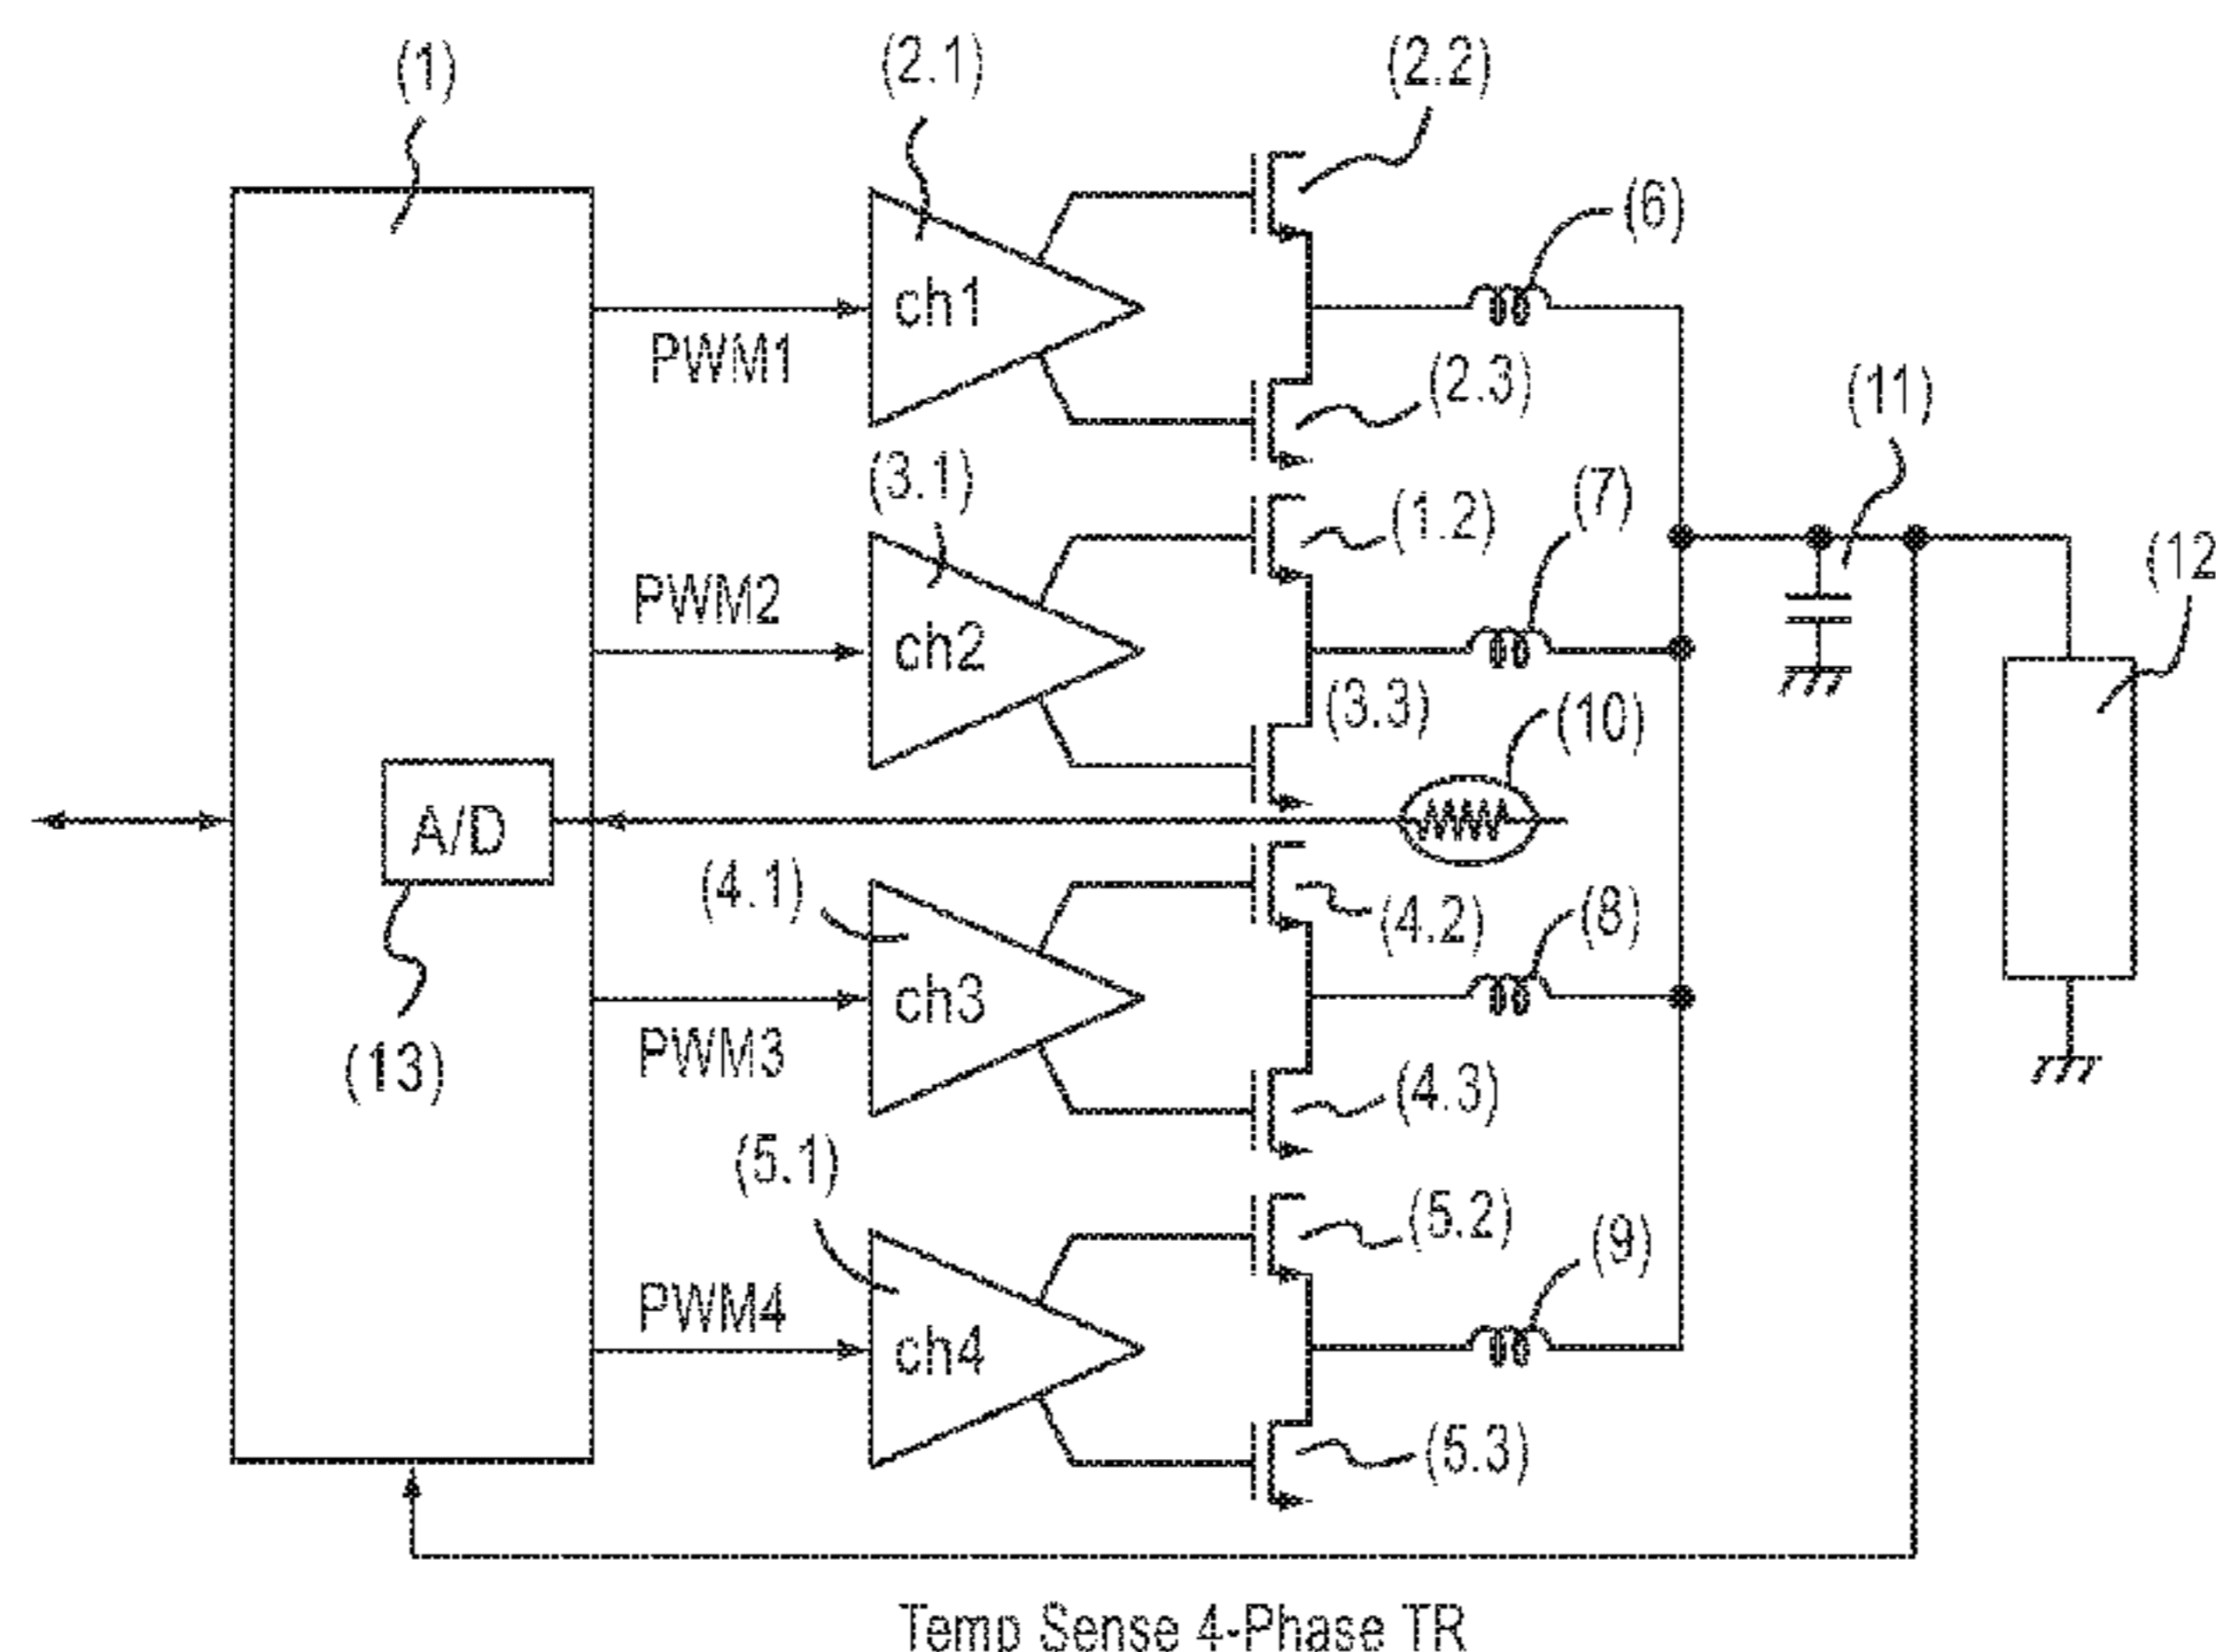 (1)
(2.1)
(2.2)
(6)
ch1
PWM1
(2.3)
(11)
(3.1)
(1.2)
(7)
(12
PWM2
ch2
(3.3)
(10)
A/D
(4.1)
(4.2)
(8)
ch3
PWM3
(13)
(4.3)
(5.1)
(5.2)
(9)
PWM4
ch4
(5.3)
Temp Sense 4-Phase TR